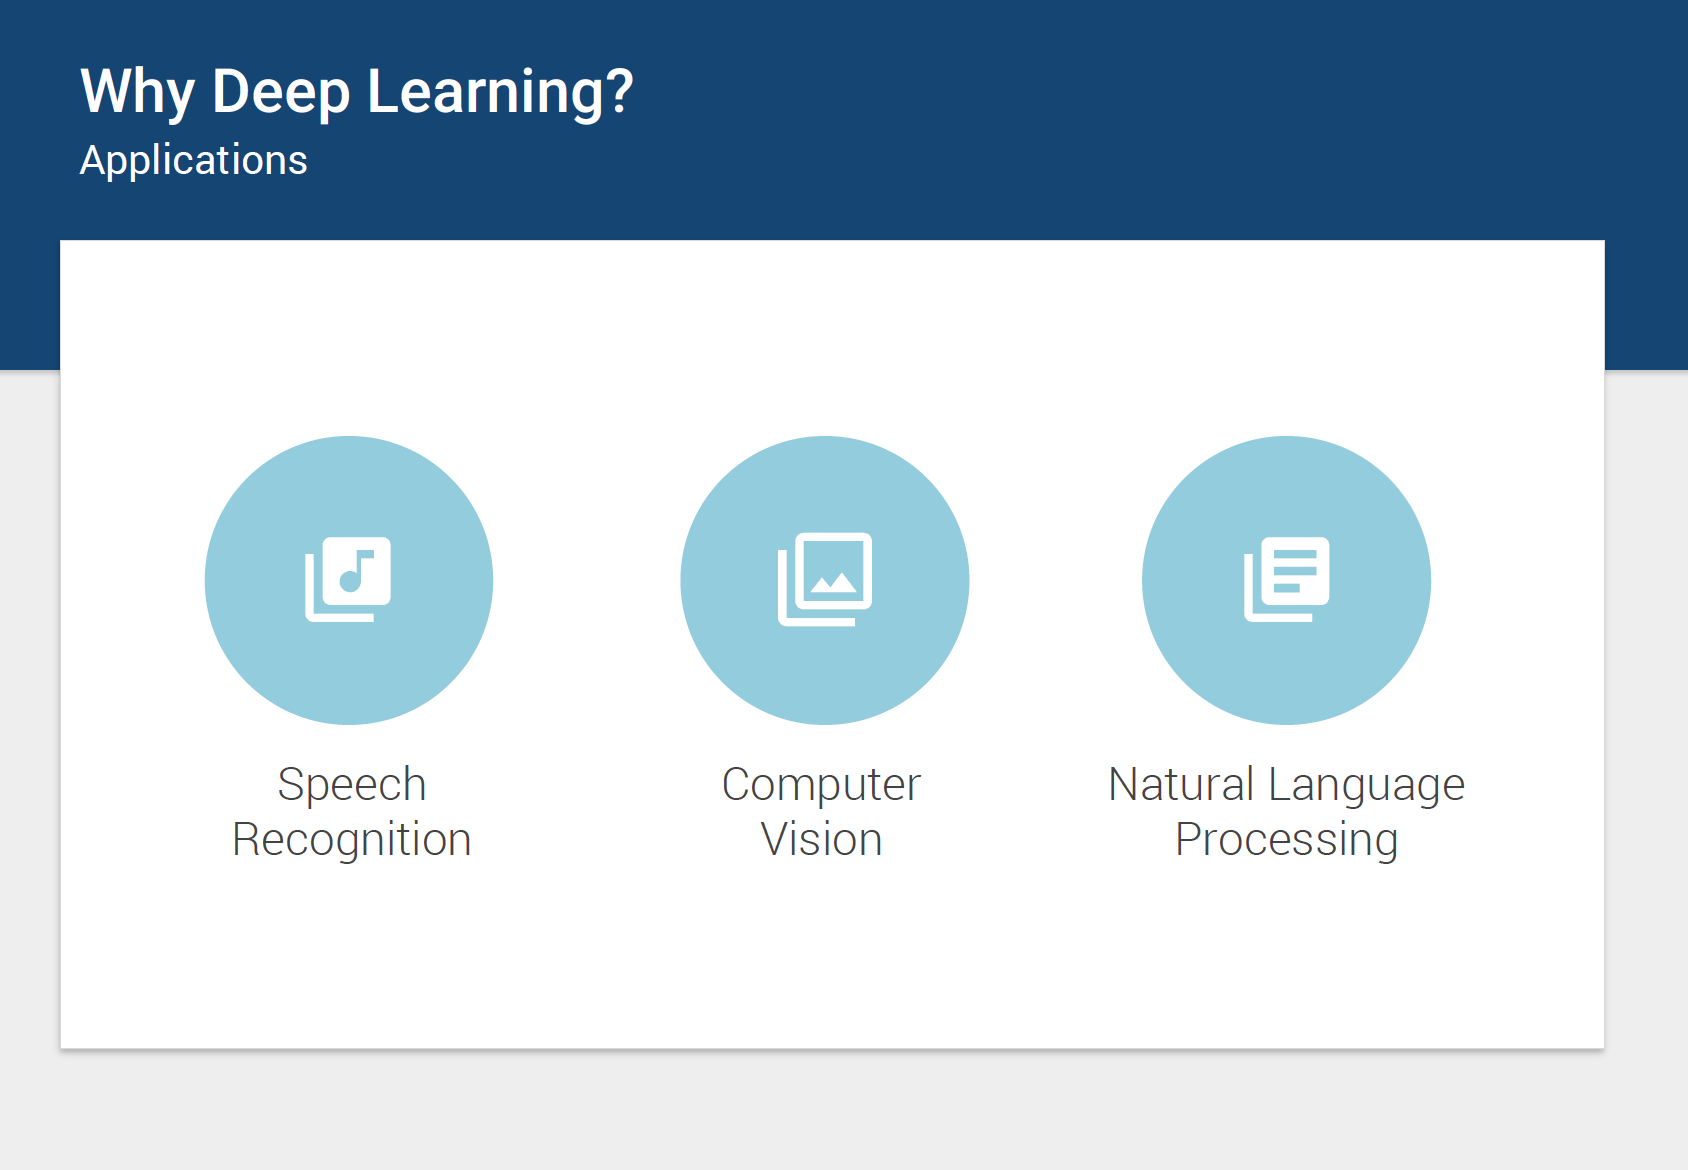 Why Deep Learning?
Applications
Speech
Recognition
Computer
Vision
Natural Language
Processing